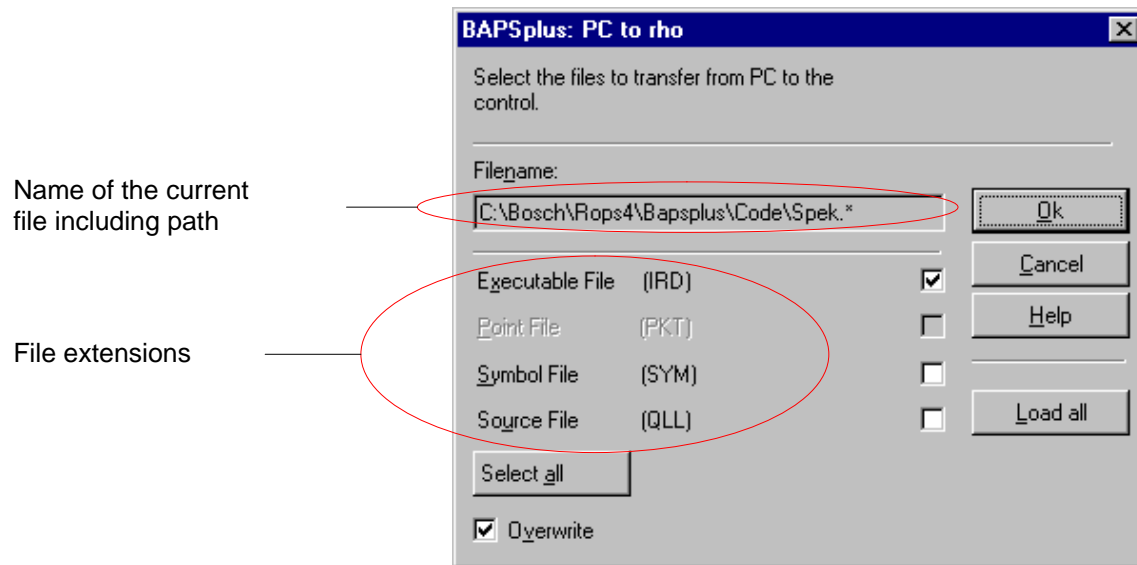 BAPSplus: PC to rho
Select the files to transfer from PC to the
control.
Name of the current
file including path
Filename:
C:\Bosch\Rops4\Bapsplus\Code\Spek.*
Ok
Cancel
Help
File extensions
Executable File (IRD)
Point File (PKT)
Symbol File (SYM)
Source File (QLL)
Load all
Select all
Overwrite